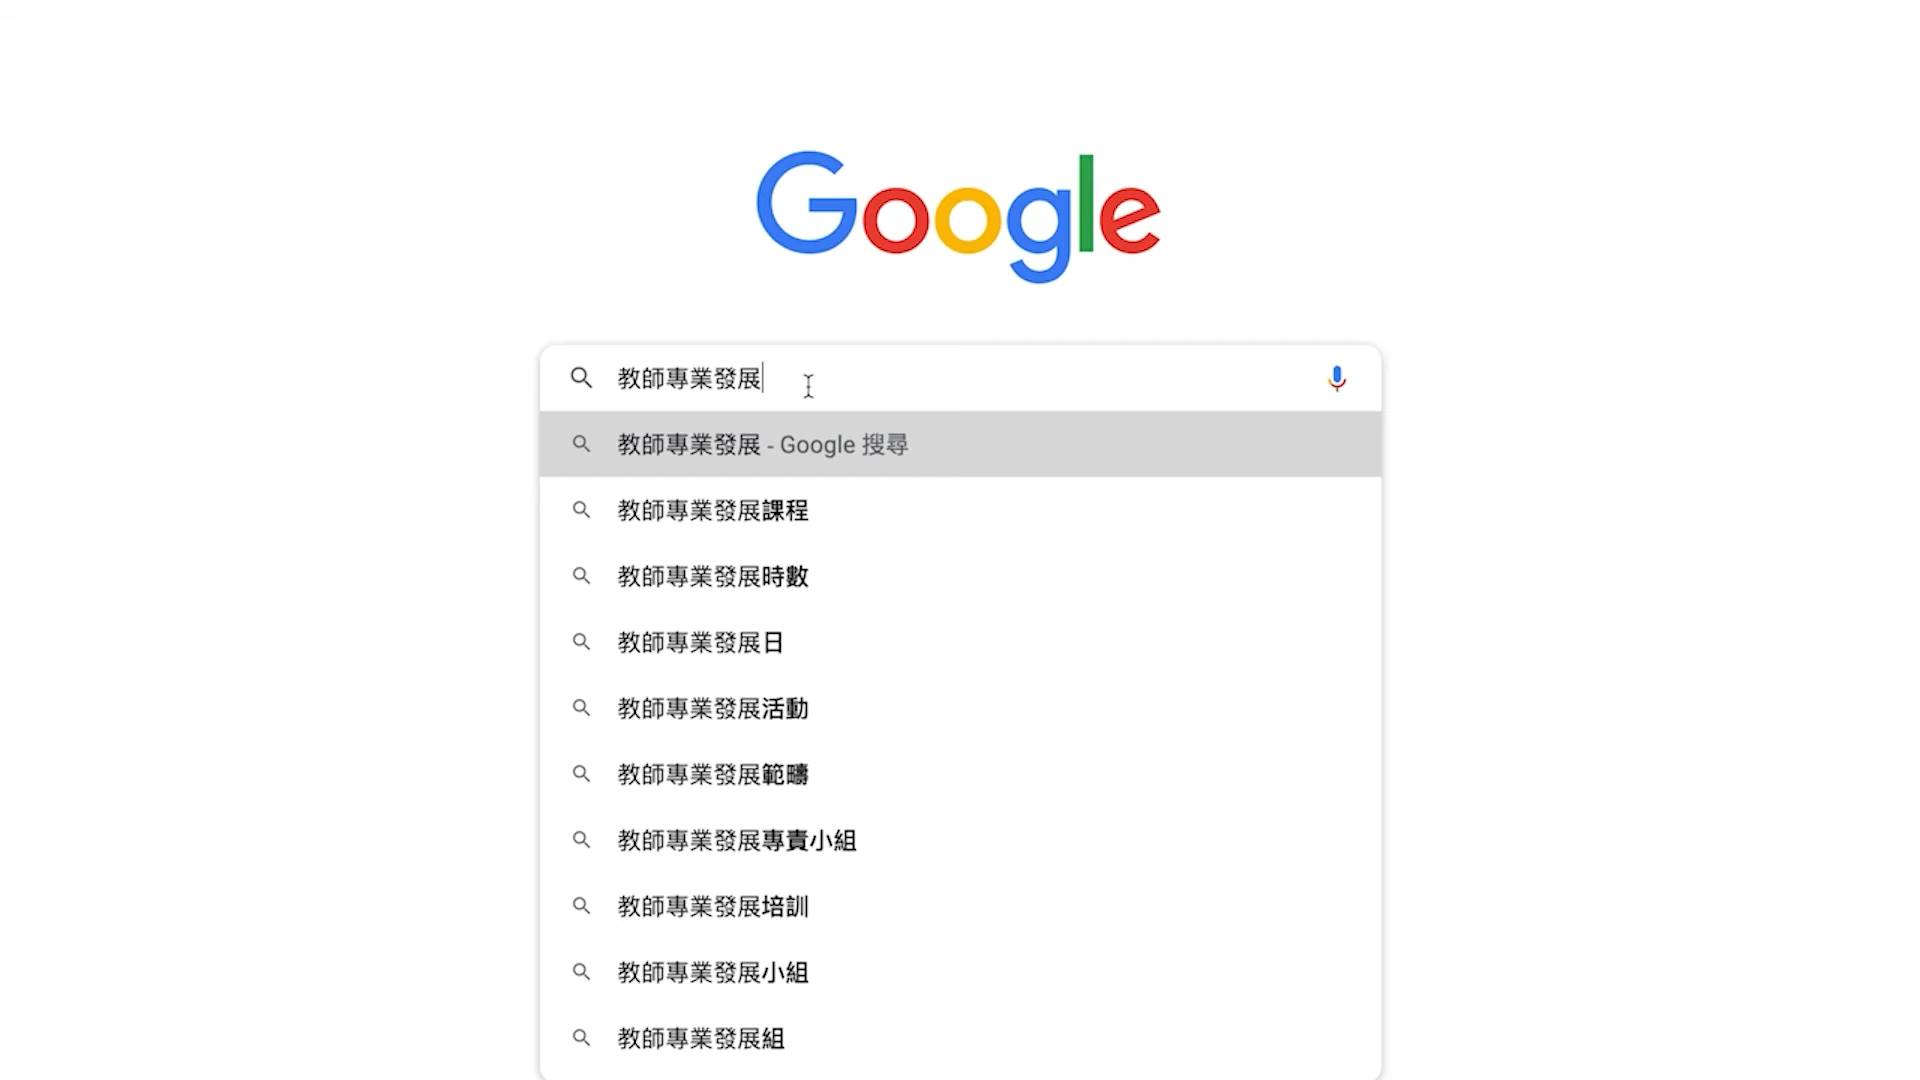 Google
教師專業發展
教師專業發展 - Google 搜尋
教師專業發展課程
教師專業發展時數
教師專業發展日
教師專業發展活動
教師專業發展範疇
教師專業發展專責小組
教師專業發展培訓
教師專業發展小組
教師專業發展組